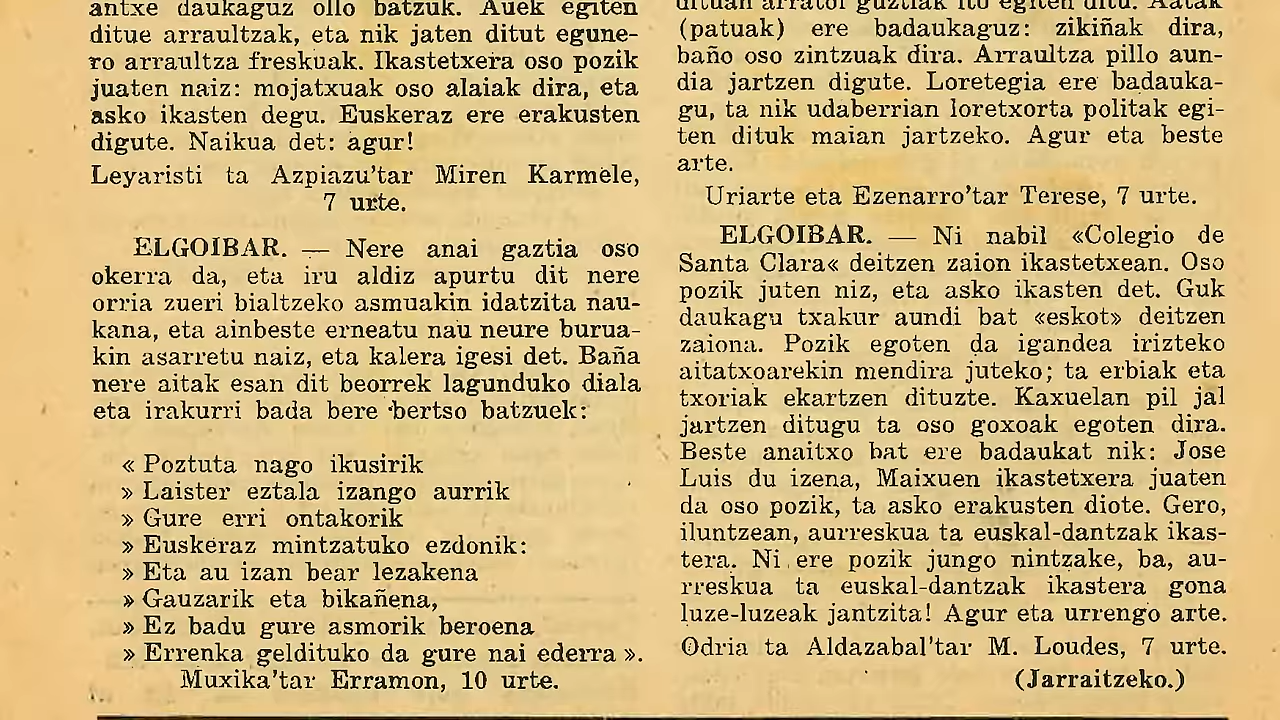 antxe daukaguz ollo batzuk. Auek egiten
ditue arraultzak, eta nik jaten ditut egune-
ro arraultza freskuak. Ikastetxera oso pozik
juaten naiz: mojatxuak oso alaiak dira, eta
asko ikasten degu. Euskeraz ere erakusten
digute. Naikua det: agur!
Leyaristi ta Azpiazu'tar Miren Karmele,
7 urte.
ELGOIBAR. — Nere anai gaztia oso
okerra da, eta iru aldiz apurtu dit nere
orria zueri bialtzeko asmuakin idatzita nau-
kana, eta ainbeste erneatu nau neure burua-
kin asarretu naiz, eta kalera igesi det. Baña
nere aitak esan dit beorrek lagunduko diala
eta irakurri bada bere bertso batzuek:
« Poztuta nago ikusirik
» Laister eztala izango aurrik
» Gure erri ontakorik
» Euskeraz mintzatuko ezdonik:
» Eta au izan bear lezakena
» Gauzarik eta bikañena,
» Ez badu gure asmorik beroena
» Errenka geldituko da gure nai ederra ».
Muxika'tar Erramon, 10 urte.
dituan arratoi guztiak ito egiten ditu. Aatak
(patuak) ere badaukaguz: zikiñak dira,
baño oso zintzuak dira. Arraultza pillo aun-
dia jartzen digute. Loretegia ere badauka-
gu, ta nik udaberrian loretxorta politak egi-
ten dituk maian jartzeko. Agur eta beste
arte.
Uriarte eta Ezenarro'tar Terese, 7 urte.
ELGOIBAR. — Ni nabil «Colegio de
Santa Clara« deitzen zaion ikastetxean. Oso
pozik juten niz, eta asko ikasten det. Guk
daukagu txakur aundi bat «eskot» deitzen
zaiona. Pozik egoten da igandea irizteko
aitatxoarekin mendira juteko; ta erbiak eta
txoriak ekartzen dituzte. Kaxuelan pil jal
jartzen ditugu ta oso goxoak egoten dira.
Beste anaitxo bat ere badaukat nik: Jose
Luis du izena, Maixuen ikastetxera juaten
da oso pozik, ta asko erakusten diote. Gero,
iluntzean, aurreskua ta euskal-dantzak ikas-
tera. Ni ere pozik jungo nintzake, ba, au-
rreskua ta euskal-dantzak ikastera gona
luze-luzeak jantzita! Agur eta urrengo arte.
Odria ta Aldazabal'tar M. Loudes, 7 urte.
(Jarraitzeko.)